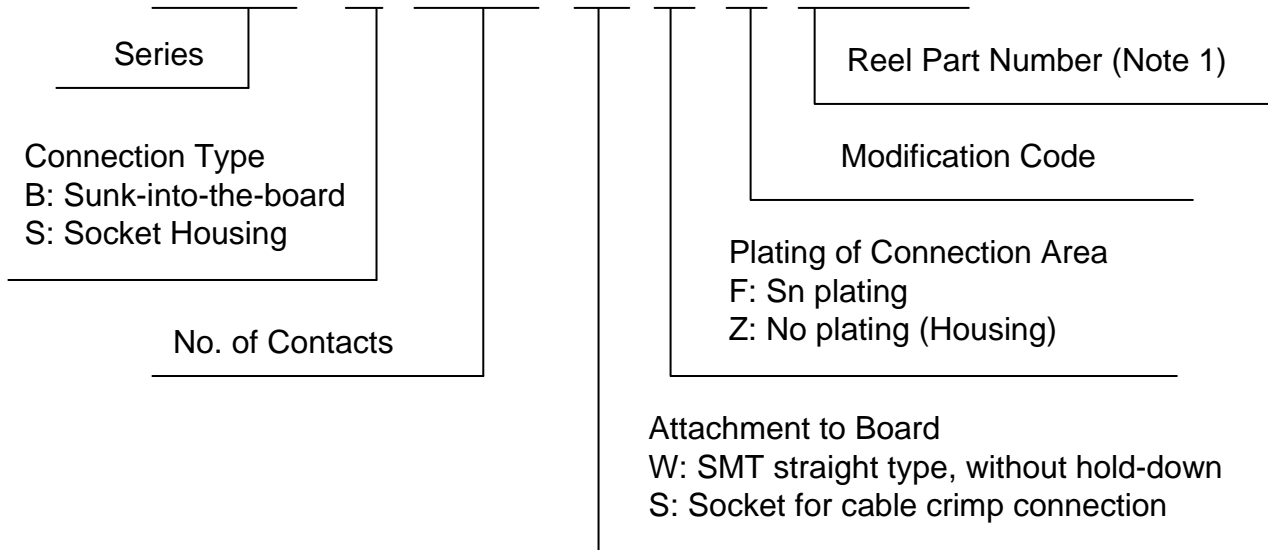 Series
Reel Part Number (Note 1)
Connection Type
B: Sunk-into-the-board
S: Socket Housing
Modification Code
Plating of Connection Area
F: Sn plating
Z: No plating (Housing)
No. of Contacts
Attachment to Board
W: SMT straight type, without hold-down
S: Socket for cable crimp connection